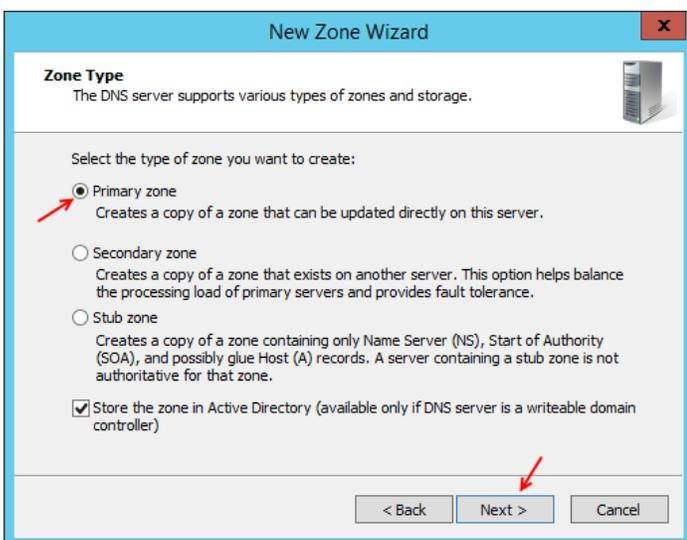 New Zone Wizard
x
Zone Type
The DNS server supports various types of zones and storage.
Select the type of zone you want to create:
Primary zone
Creates a copy of a zone that can be updated directly on this server.
Secondary zone
Creates a copy of a zone that exists on another server. This option helps balance
the processing load of primary servers and provides fault tolerance.
Stub zone
Creates a copy of a zone containing only Name Server (NS), Start of Authority
(SOA), and possibly glue Host (A) records. A server containing a stub zone is not
authoritative for that zone.
Store the zone in Active Directory (available only if DNS server is a writeable domain
controller)
< Back Next > Cancel